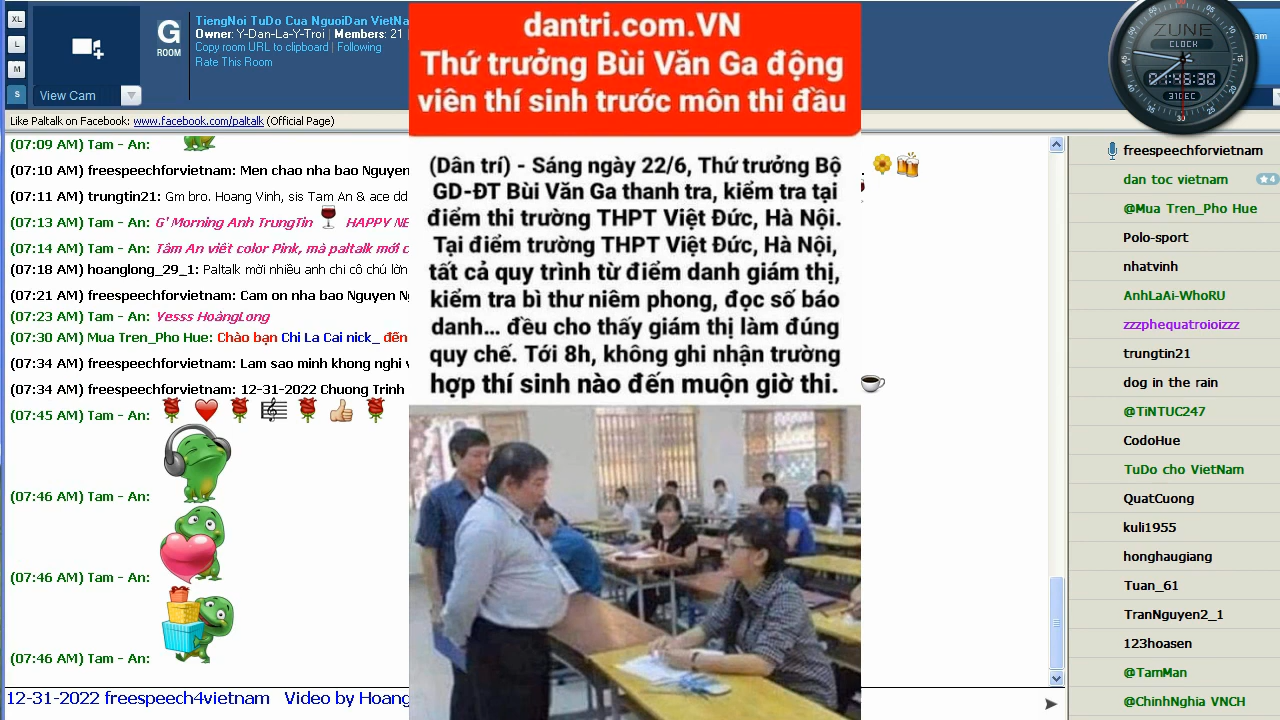 XL
L
M
S
View Cam
G
ROOM
TiengNoi TuDo Cua NguoiDan VietNa
Owner: Y-Dan-La-Y-Troi | Members: 21 |
Copy room URL to clipboard | Following
Rate This Room
Like Paltalk on Facebook: www.facebook.com/paltalk (Official Page)
(07:09 AM) Tam - An:
(07:10 AM) freespeechforvietnam: Men chao nha bao Nguyen
(07:11 AM) trungtin21: Gm bro. Hoang Vinh, sis Tam An & ace dd
(07:13 AM) Tam - An: G' Morning Anh TrungTin HAPPY NE
(07:14 AM) Tam - An: Tâm An viết color Pink, mà paltalk mới c
(07:18 AM) hoanglong_29_1: Paltalk mới nhiều anh chị cô chú lớn
(07:21 AM) freespeechforvietnam: Cam on nha bao Nguyen Ng
(07:23 AM) Tam - An: Yesss HoàngLong
(07:30 AM) Mua Tren_Pho Hue: Chào bạn Chi La Cai nick_ đến
(07:34 AM) freespeechforvietnam: Lam sao minh khong nghi v
(07:34 AM) freespeechforvietnam: 12-31-2022 Chuong Trinh
(07:45 AM) Tam - An:
(07:46 AM) Tam - An:
(07:46 AM) Tam - An:
(07:46 AM) Tam - An:
12-31-2022 freespeech4vietnam Video by Hoang
dantri.com.VN
Thứ trưởng Bùi Văn Ga động
viên thí sinh trước môn thi đầu
(Dân trí) - Sáng ngày 22/6, Thứ trưởng Bộ
GD-ĐT Bùi Văn Ga thanh tra, kiểm tra tại
điểm thi trường THPT Việt Đức, Hà Nội.
Tại điểm trường THPT Việt Đức, Hà Nội,
tất cả quy trình từ điểm danh giám thị,
kiểm tra bì thư niêm phong, đọc số báo
danh... đều cho thấy giám thị làm đúng
quy chế. Tới 8h, không ghi nhận trường
hợp thí sinh nào đến muộn giờ thi.
ZUNE
CLOCK
01:46:30
31DEC
am
freespeechforvietnam
dan toc vietnam
4
@Mua Tren_Pho Hue
Polo-sport
nhatvinh
AnhLaAi-WhoRU
zzzphequatroioizzz
trungtin21
dog in the rain
@TiNTUC247
CodoHue
TuDo cho VietNam
QuatCuong
kuli1955
honghaugiang
Tuan_61
TranNguyen2_1
123hoasen
@TamMan
@ChinhNghia VNCH